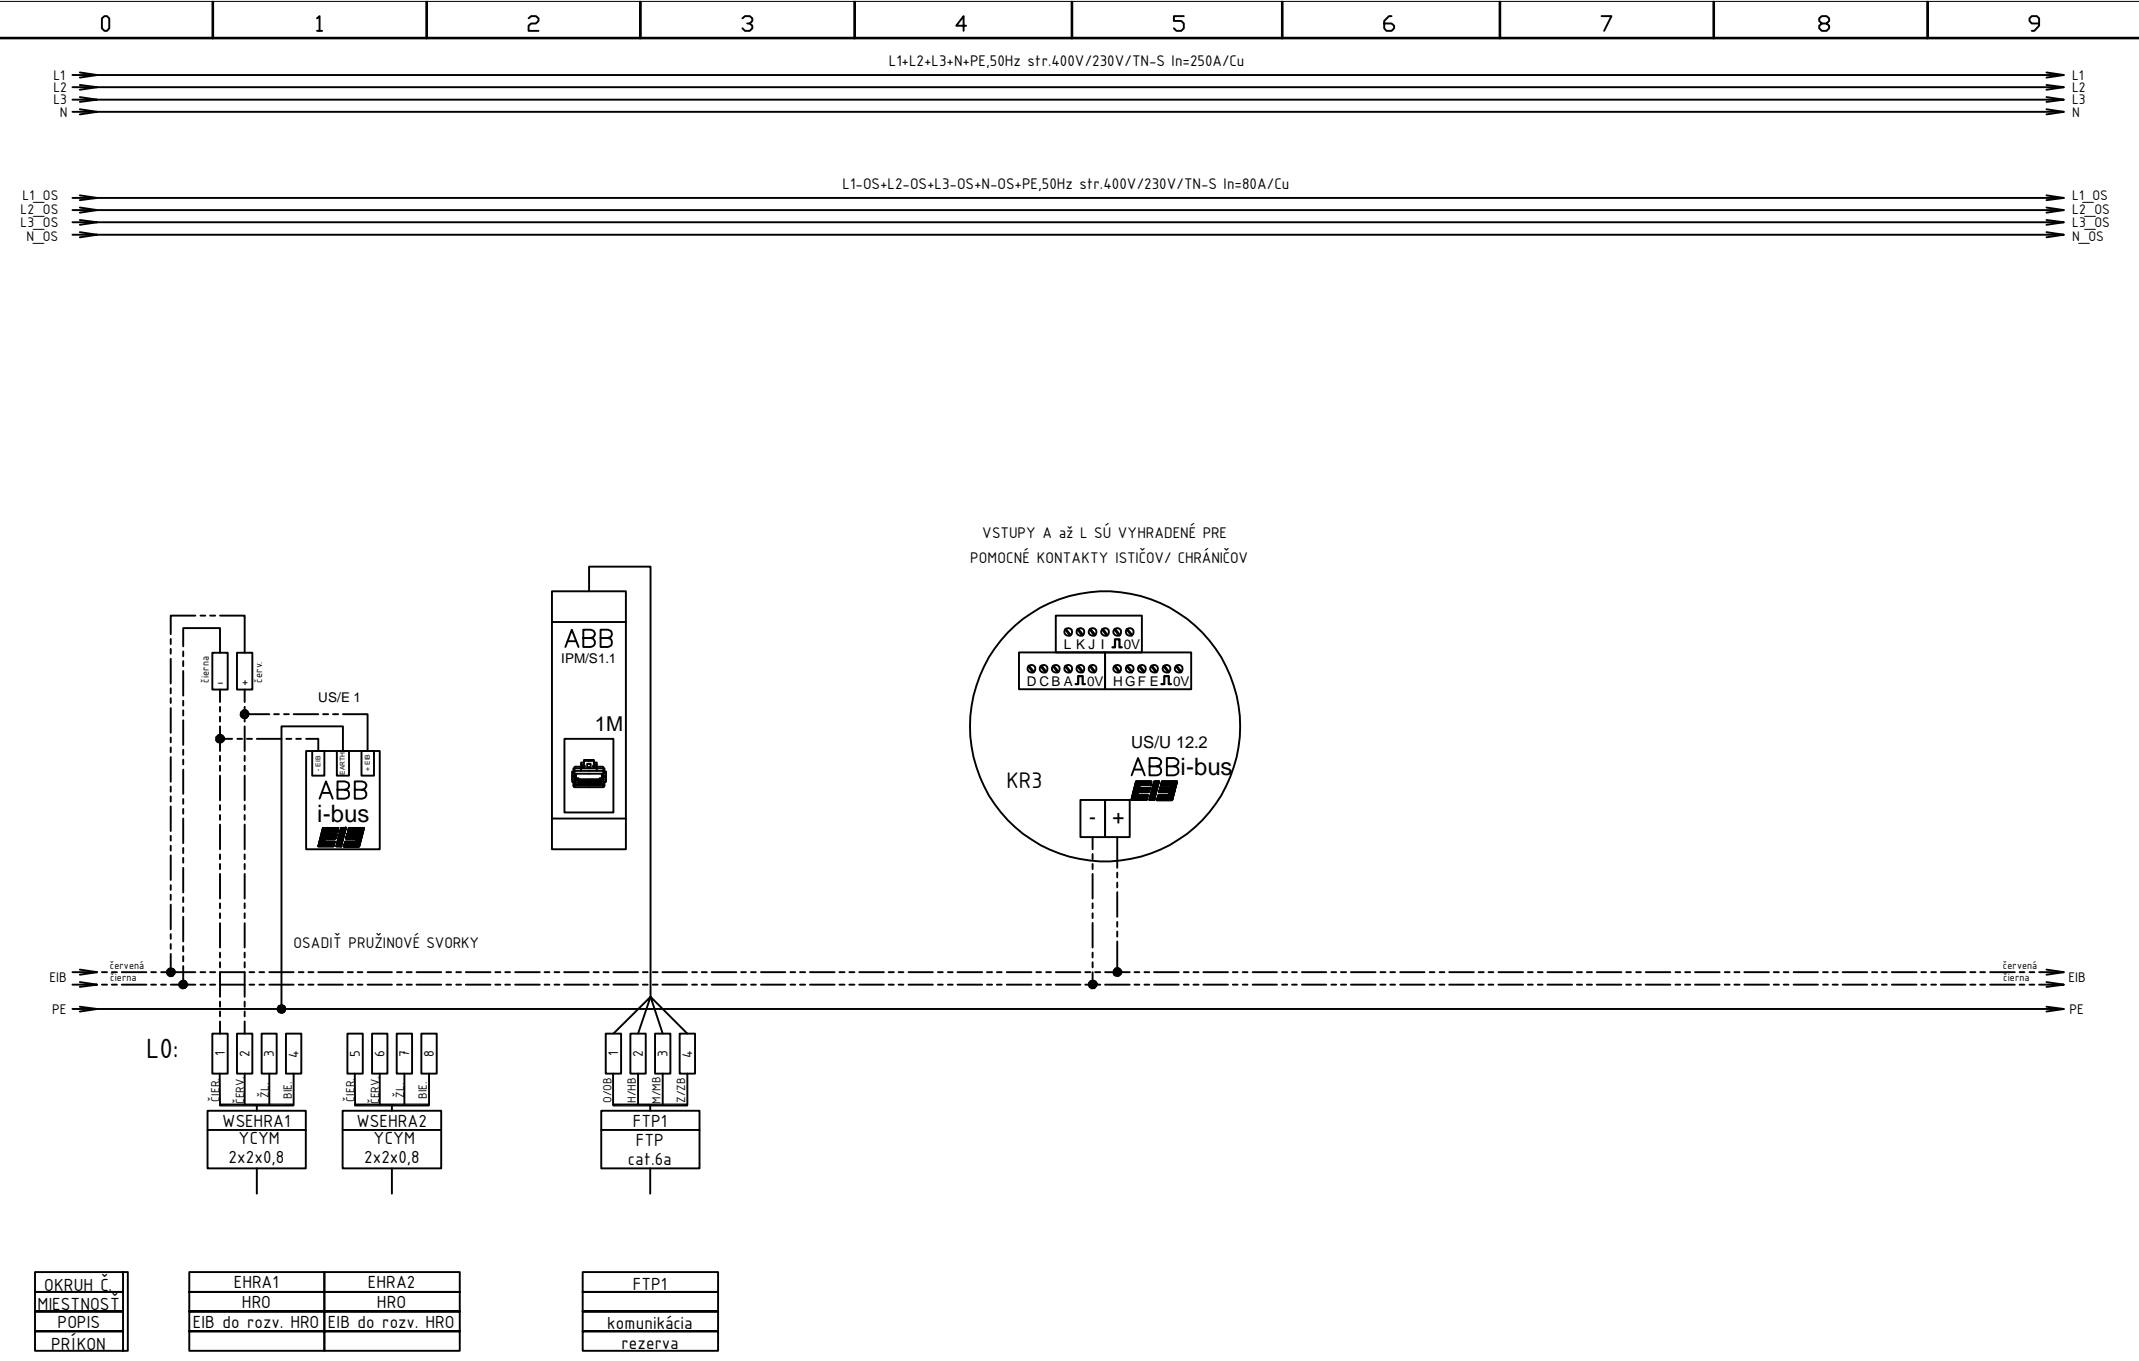 0 1 2 3 4 5 6 7 8 9
L1+L2+L3+N+PE,50Hz str.400V/230V/TN-S In=250A/Cu
L1 L1
L2 L2
L3 L3
N N
L1-OS+L2-OS+L3-OS+N-OS+PE,50Hz str.400V/230V/TN-S In=80A/Cu
L1_OS L1_OS
L2_OS L2_OS
L3_OS L3_OS
N_OS N_OS
VSTUPY A až L SÚ VYHRADENÉ PRE
POMOCNÉ KONTAKTY ISTIČOV/ CHRÁNIČOV
čierna
-
+
červ.
US/E 1
- EIB
EARTH
+ EIB
ABB
i-bus
EIB
ABB
IPM/S1.1
1M
L K J I 0V
D C B A 0V H G F E 0V
US/U 12.2
ABBi-bus
EIB
KR3
- +
OSADIŤ PRUŽINOVÉ SVORKY
červená červená
EIB EIB
čierna čierna
PE PE
L0:
1 2 3 4 5 6 7 8 1 2 3 4
ČIER. ČERV. ŽL. BIE. ČIER. ČERV. ŽL. BIE. O/OB H/HB M/MB Z/ZB
WSEHRA1 WSEHRA2 FTP1
YCYM YCYM FTP
2x2x0,8 2x2x0,8 cat.6a
OKRUH Č. EHRA1 EHRA2 FTP1
MIESTNOSŤ HRO HRO
POPIS EIB do rozv. HRO EIB do rozv. HRO komunikácia
PRÍKON rezerva